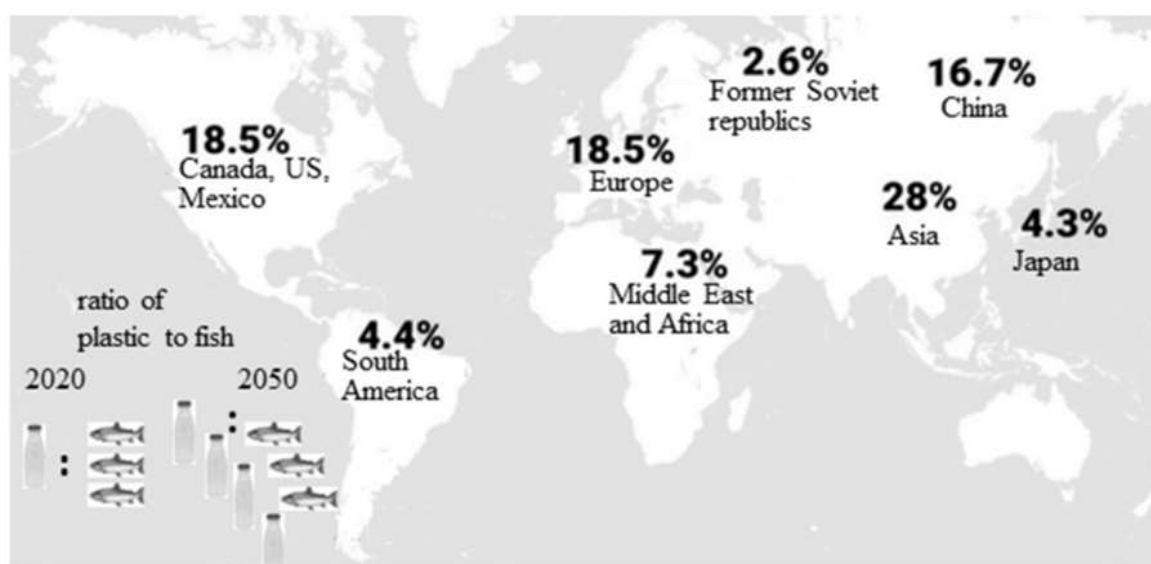 2.6%
Former Soviet
republics
16.7%
China
18.5%
Canada, US,
Mexico
18.5%
Europe
28%
Asia
4.3%
Japan
7.3%
Middle East
and Africa
4.4%
South
America
ratio of
plastic to fish
2020
2050
:
: